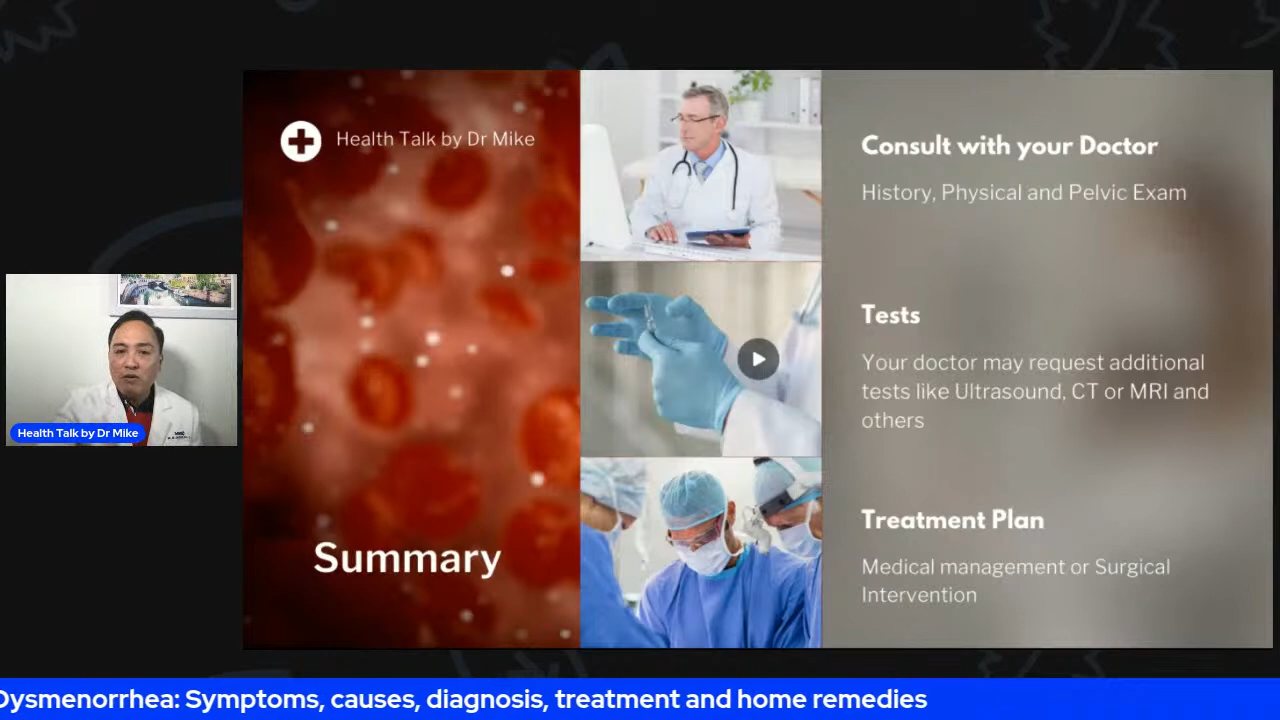 Health Talk by Dr Mike
Summary
Consult with your Doctor
History, Physical and Pelvic Exam
Tests
Your doctor may request additional
tests like Ultrasound, CT or MRI and
others
Treatment Plan
Medical management or Surgical
Intervention
Health Talk by Dr Mike
Dysmenorrhea: Symptoms, causes, diagnosis, treatment and home remedies